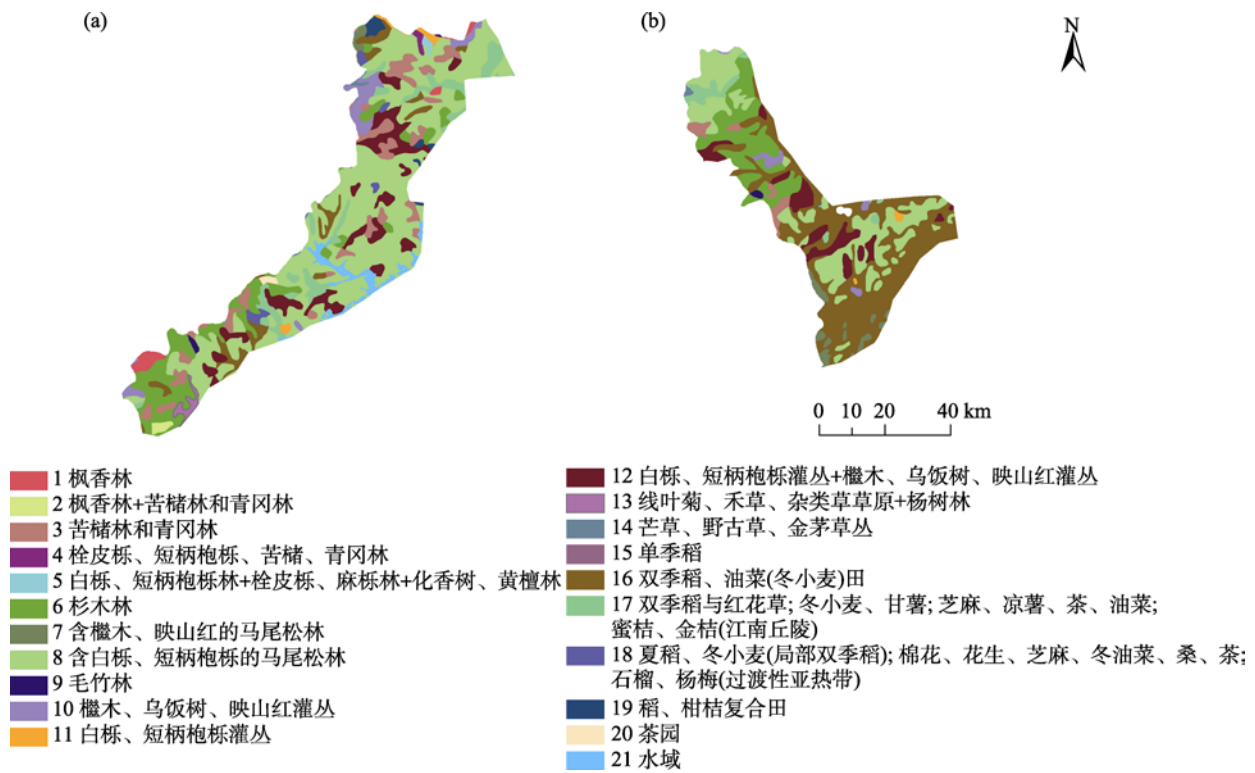 (a)
(b)
N
0 10 20 40 km
1 枫香林
2 枫香林+苦槠林和青冈林
3 苦槠林和青冈林
4 栓皮栎、短柄枹栎、苦槠、青冈林
5 白栎、短柄枹栎林+栓皮栎、麻栎林+化香树、黄檀林
6 杉木林
7 含檵木、映山红的马尾松林
8 含白栎、短柄枹栎的马尾松林
9 毛竹林
10 檵木、乌饭树、映山红灌丛
11 白栎、短柄枹栎灌丛
12 白栎、短柄枹栎灌丛+檵木、乌饭树、映山红灌丛
13 线叶菊、禾草、杂类草草原+杨树林
14 芒草、野古草、金茅草丛
15 单季稻
16 双季稻、油菜(冬小麦)田
17 双季稻与红花草; 冬小麦、甘薯; 芝麻、凉薯、茶、油菜;
蜜桔、金桔(江南丘陵)
18 夏稻、冬小麦(局部双季稻); 棉花、花生、芝麻、冬油菜、桑、茶;
石榴、杨梅(过渡性亚热带)
19 稻、柑桔复合田
20 茶园
21 水域